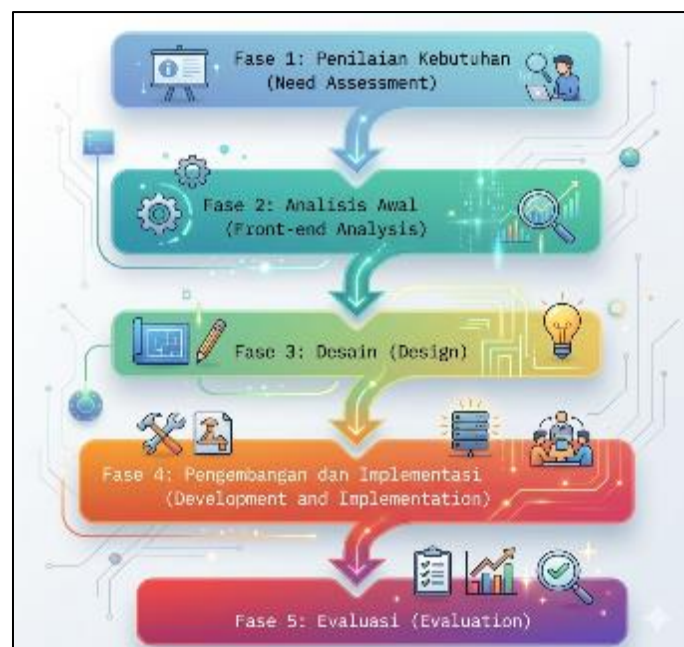 Fase 1: Penilaian Kebutuhan
(Need Assessment)
Fase 2: Analisis Awal
(Front-end Analysis)
Fase 3: Desain (Design)
Fase 4: Pengembangan dan Implementasi
(Development and Implementation)
Fase 5: Evaluasi (Evaluation)